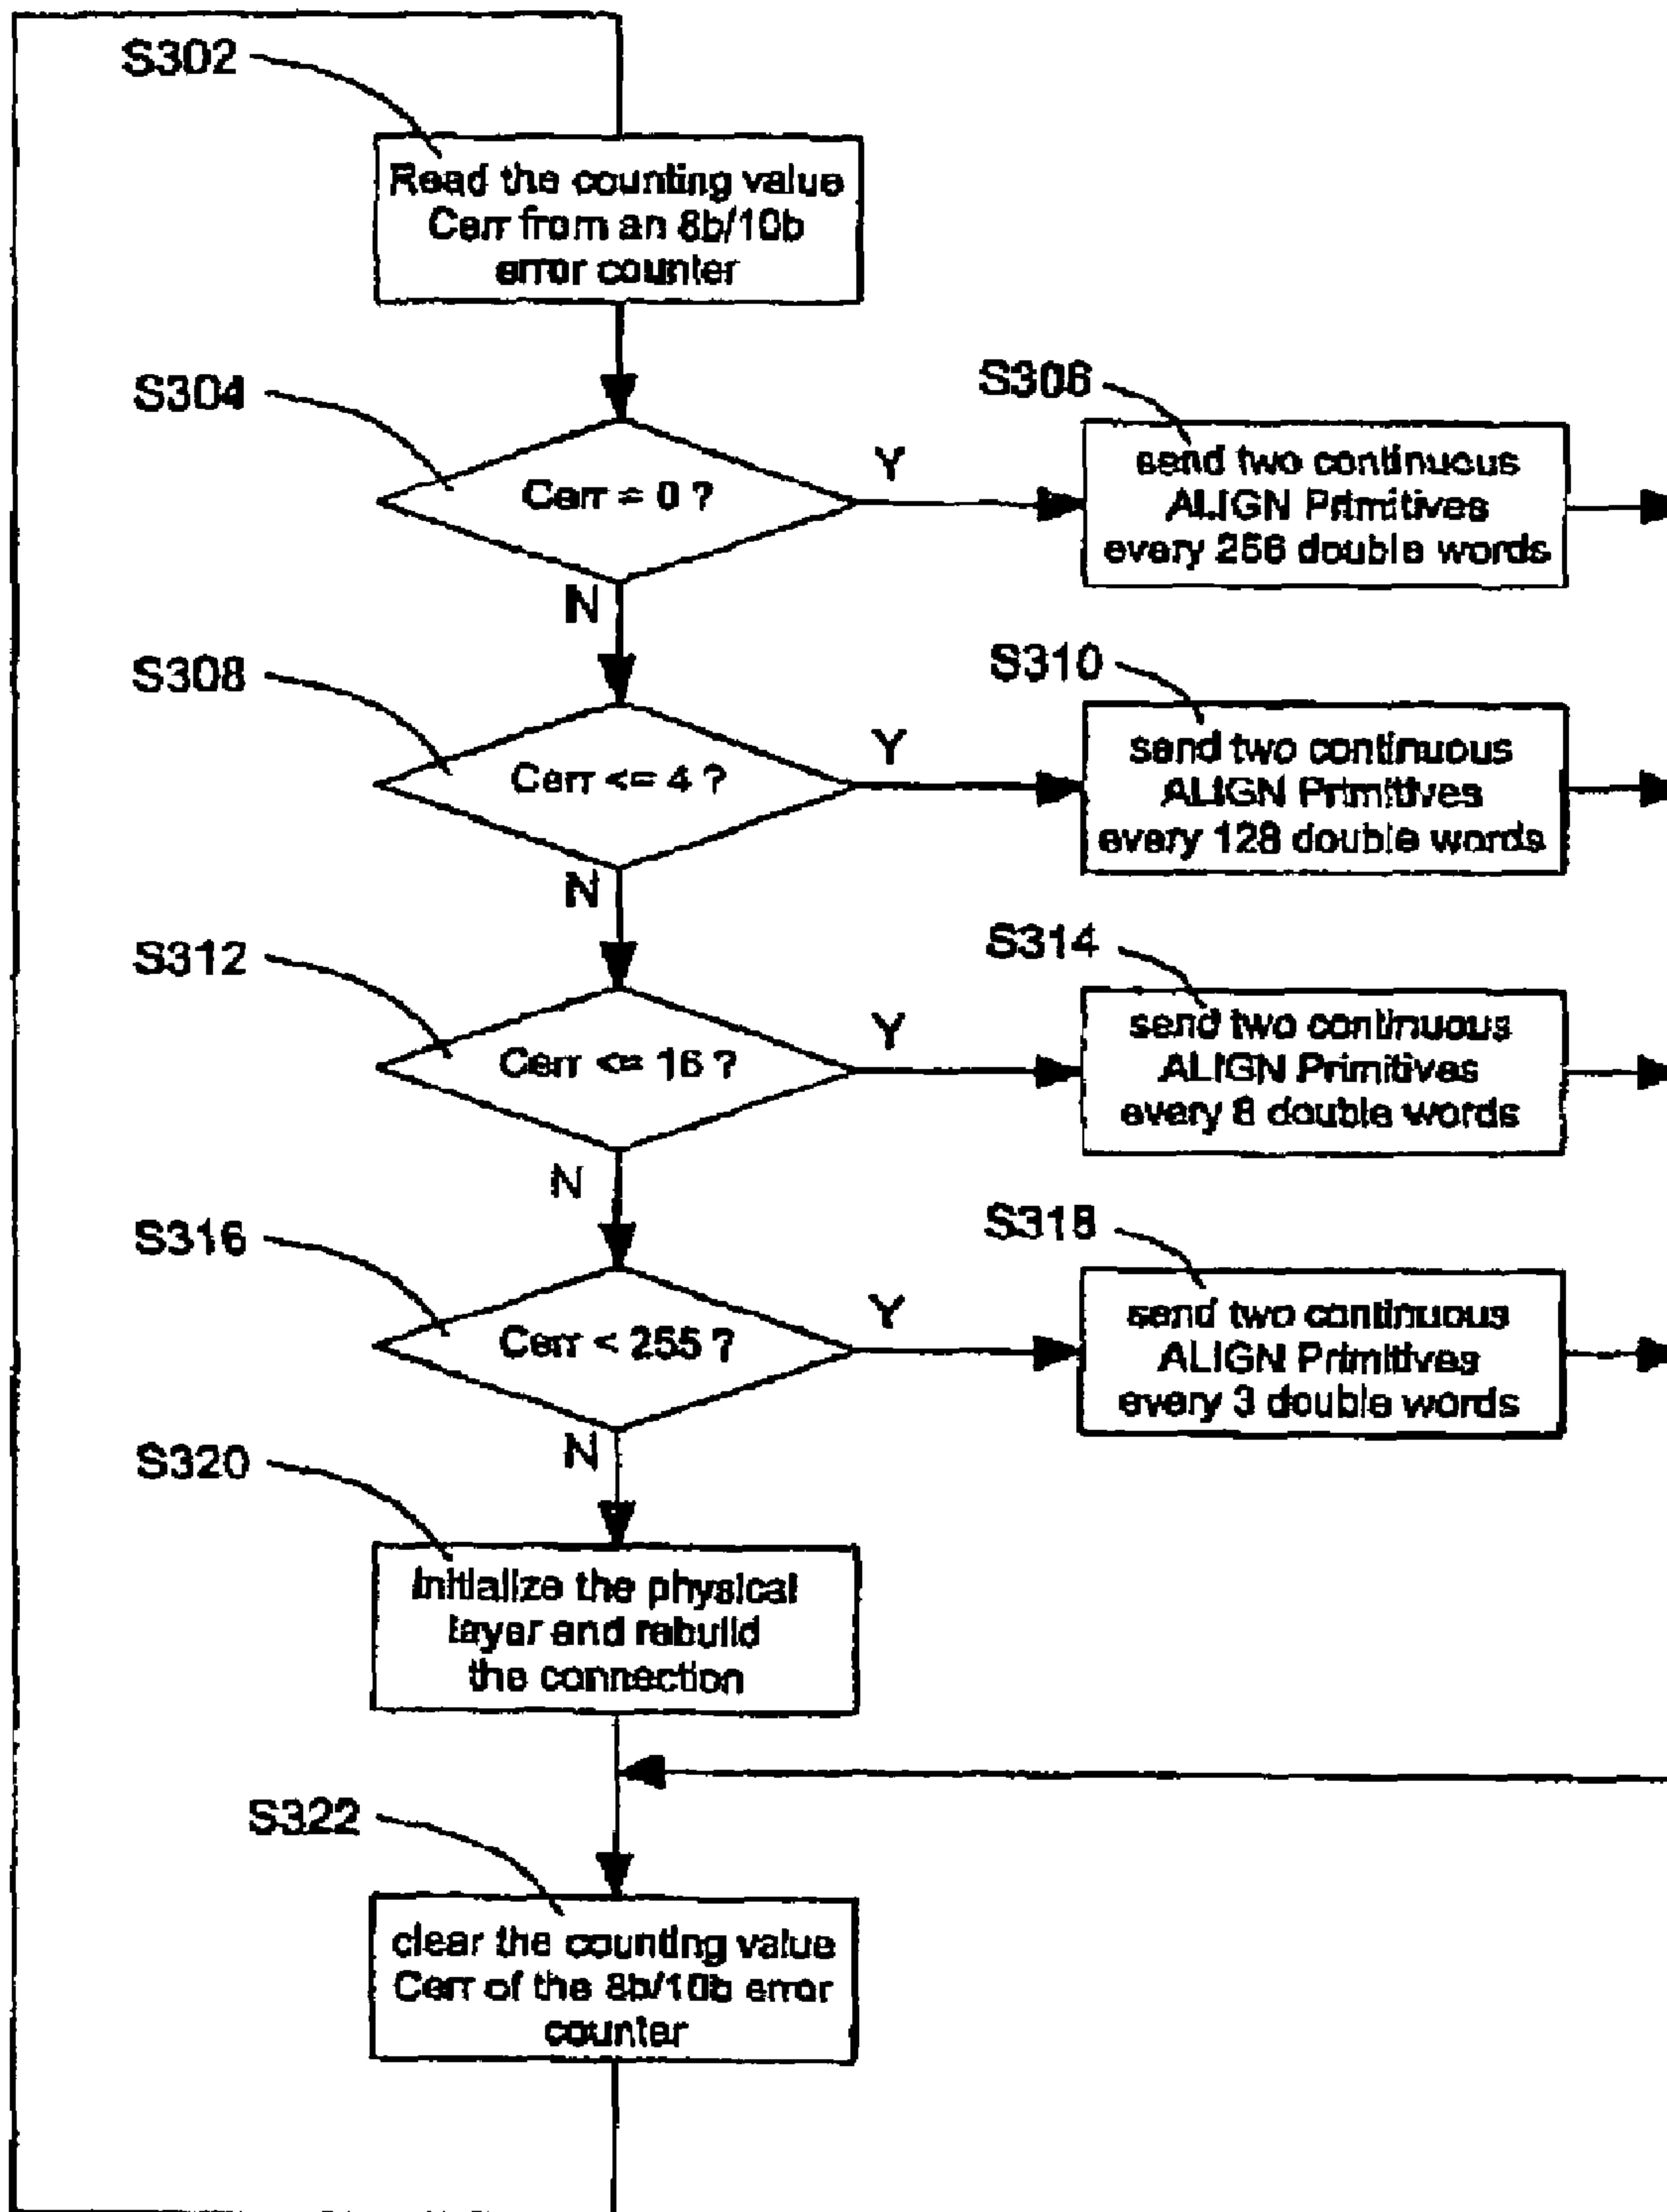 S302
Read the counting value
Cerr from an 8b/10b
error counter
S304
Cerr = 0 ?
Y
N
S306
send two continuous
ALIGN Primitives
every 256 double words
S308
Cerr <= 4 ?
Y
N
S310
send two continuous
ALIGN Primitives
every 128 double words
S312
Cerr <= 16 ?
Y
N
S314
send two continuous
ALIGN Primitives
every 8 double words
S316
Cerr < 255 ?
Y
N
S318
send two continuous
ALIGN Primitives
every 3 double words
S320
Initialize the physical
layer and rebuild
the connection
S322
clear the counting value
Cerr of the 8b/10b error
counter